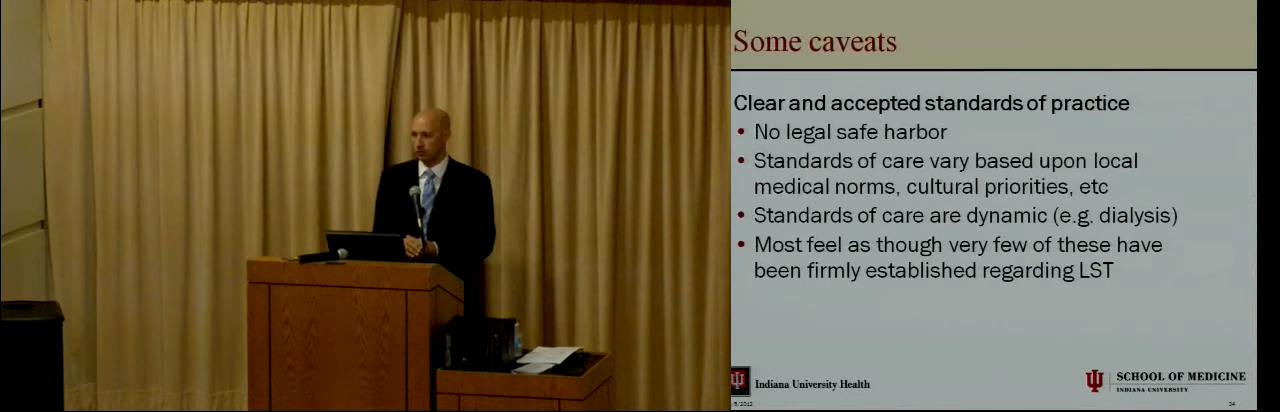 Some caveats
Clear and accepted standards of practice
• No legal safe harbor
• Standards of care vary based upon local
medical norms, cultural priorities, etc
• Standards of care are dynamic (e.g. dialysis)
• Most feel as though very few of these have
been firmly established regarding LST
Indiana University Health
SCHOOL OF MEDICINE
INDIANA UNIVERSITY
34